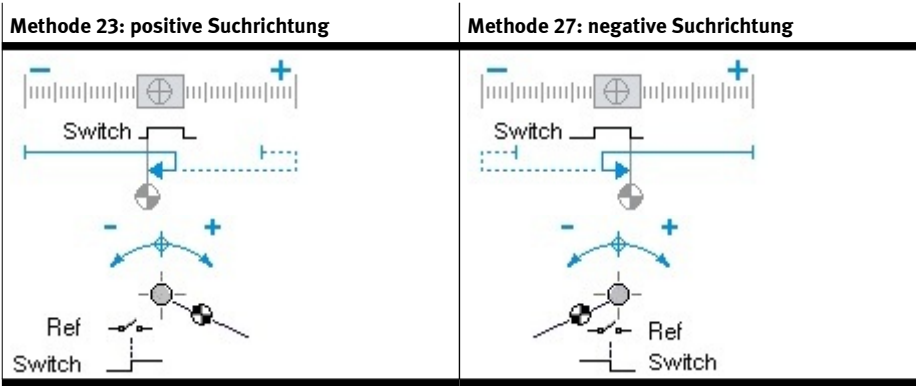 Methode 23: positive Suchrichtung
Methode 27: negative Suchrichtung
− +
Switch
- +
Ref
Switch
− +
Switch
- +
Ref
Switch